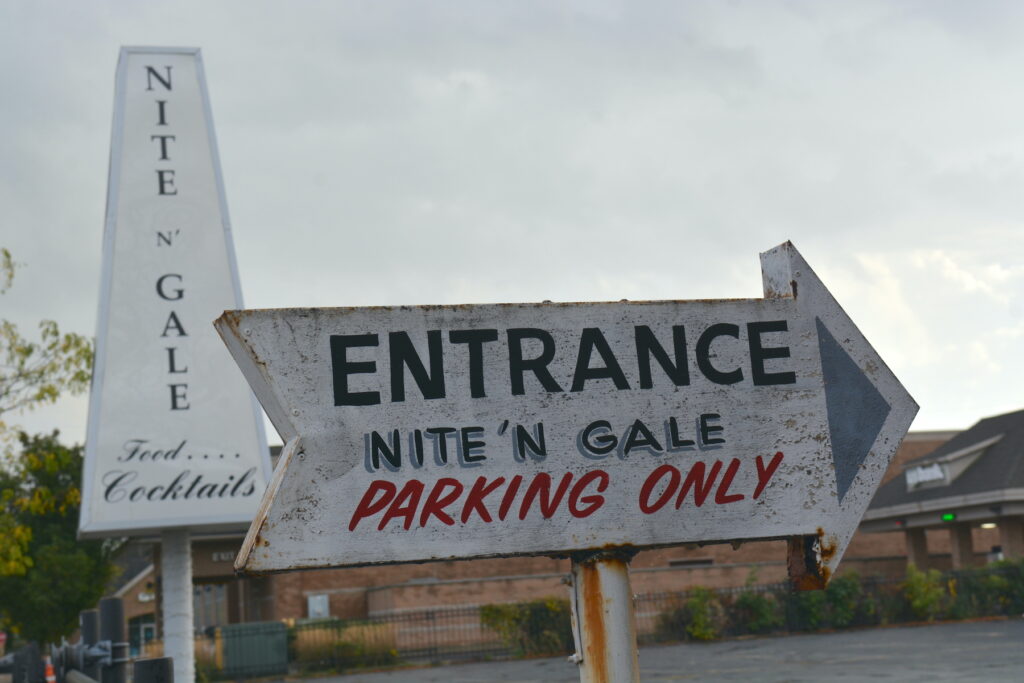 NITE
N'
GALE
Food....
Cocktails
ENTRANCE
NITE 'N GALE
PARKING ONLY